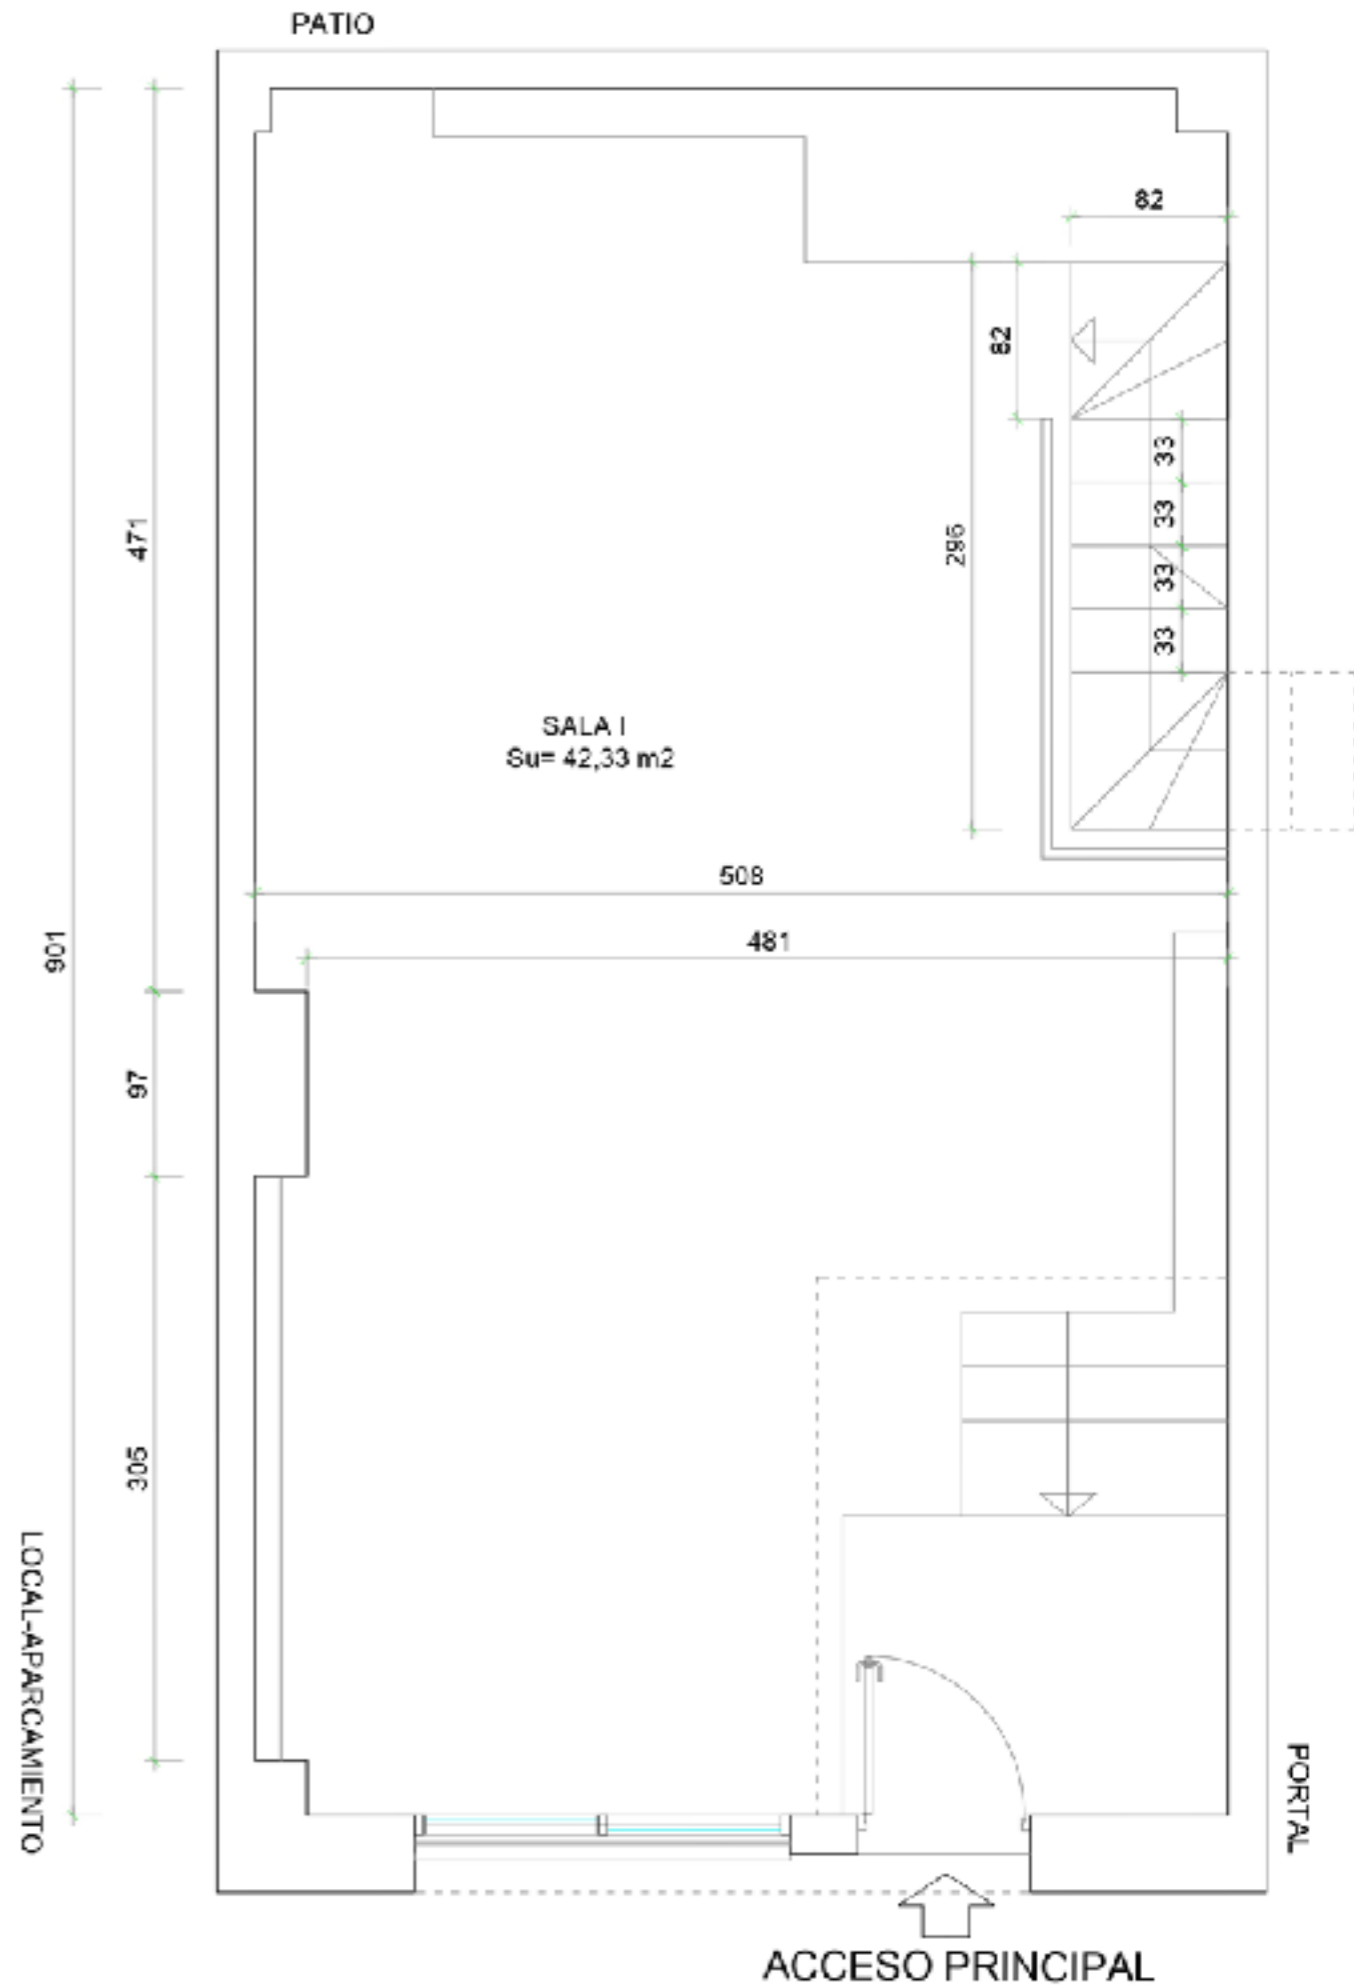 PATIO
82
82
33
33
33
33
471
296
SALA I
Su= 42,33 m2
508
481
901
97
305
LOCAL-APARCAMIENTO
PORTAL
ACCESO PRINCIPAL